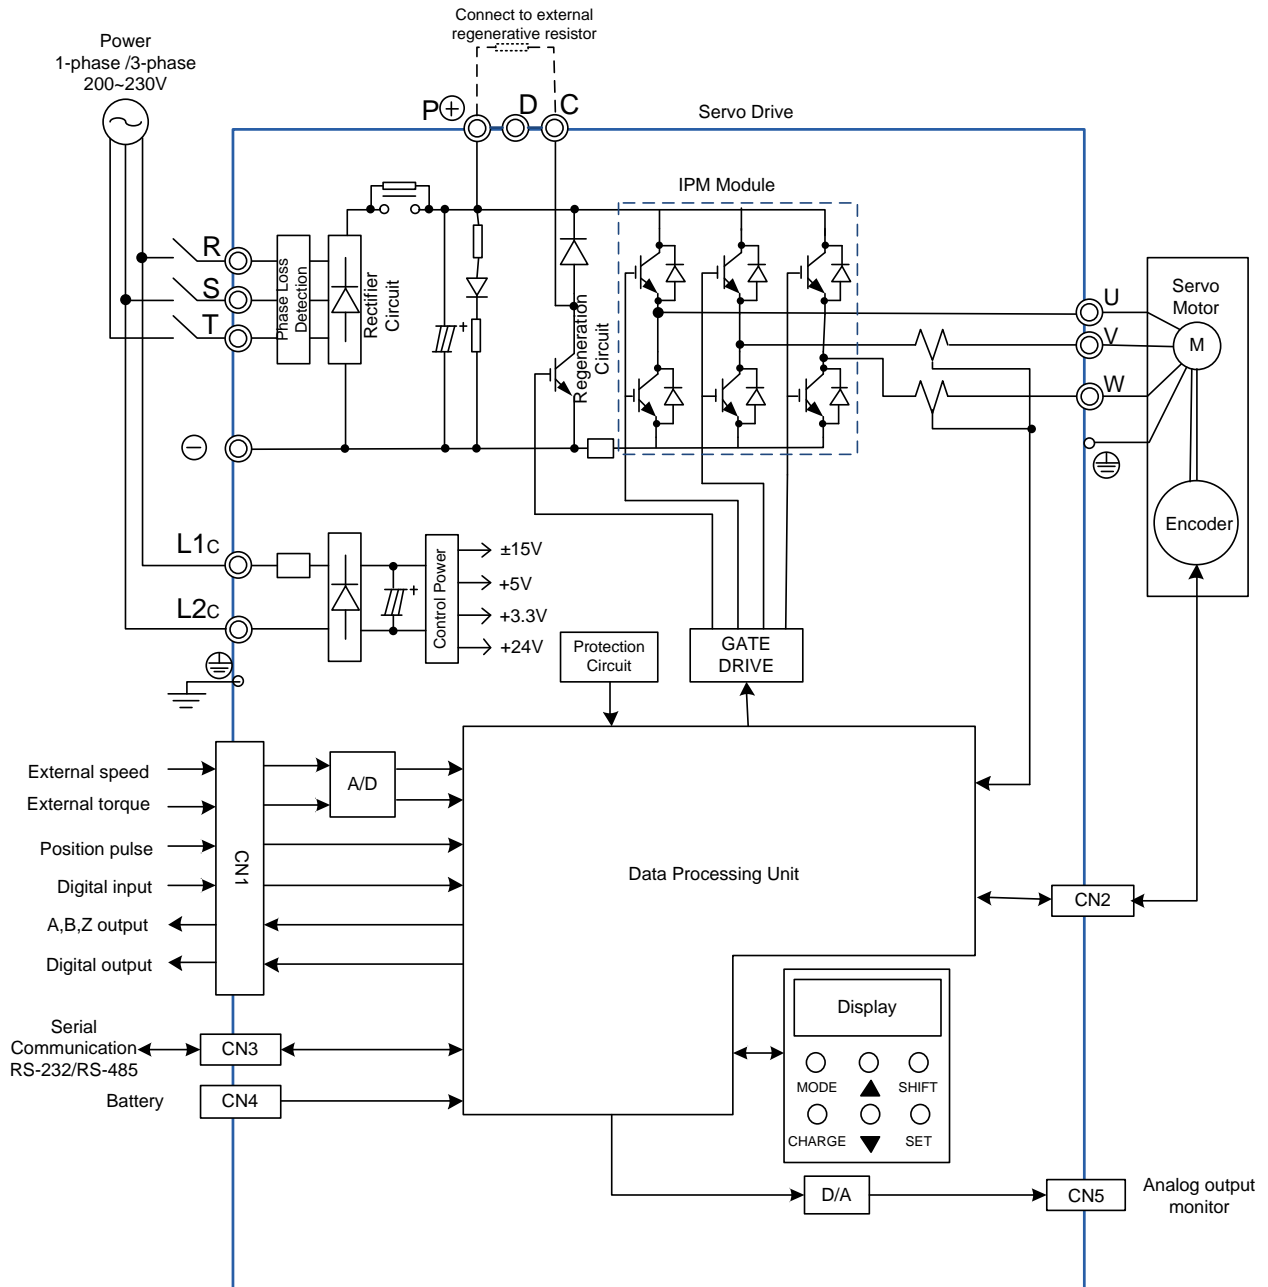 Connect to external
regenerative resistor
Power
1-phase /3-phase
200~230V
P⊕ D C
Servo Drive
IPM Module
R
S
T
Phase Loss
Detection
Rectifier
Circuit
+
Regeneration
Circuit
U
V
W
Servo
Motor
M
Encoder
L1C
L2C
+
Control Power
±15V
+5V
+3.3V
+24V
Protection
Circuit
GATE
DRIVE
External speed
External torque
Position pulse
Digital input
A,B,Z output
Digital output
CN1
A/D
Data Processing Unit
CN2
Serial
Communication
RS-232/RS-485
CN3
Battery
CN4
Display
MODE ▲ SHIFT
CHARGE ▼ SET
D/A
CN5
Analog output
monitor